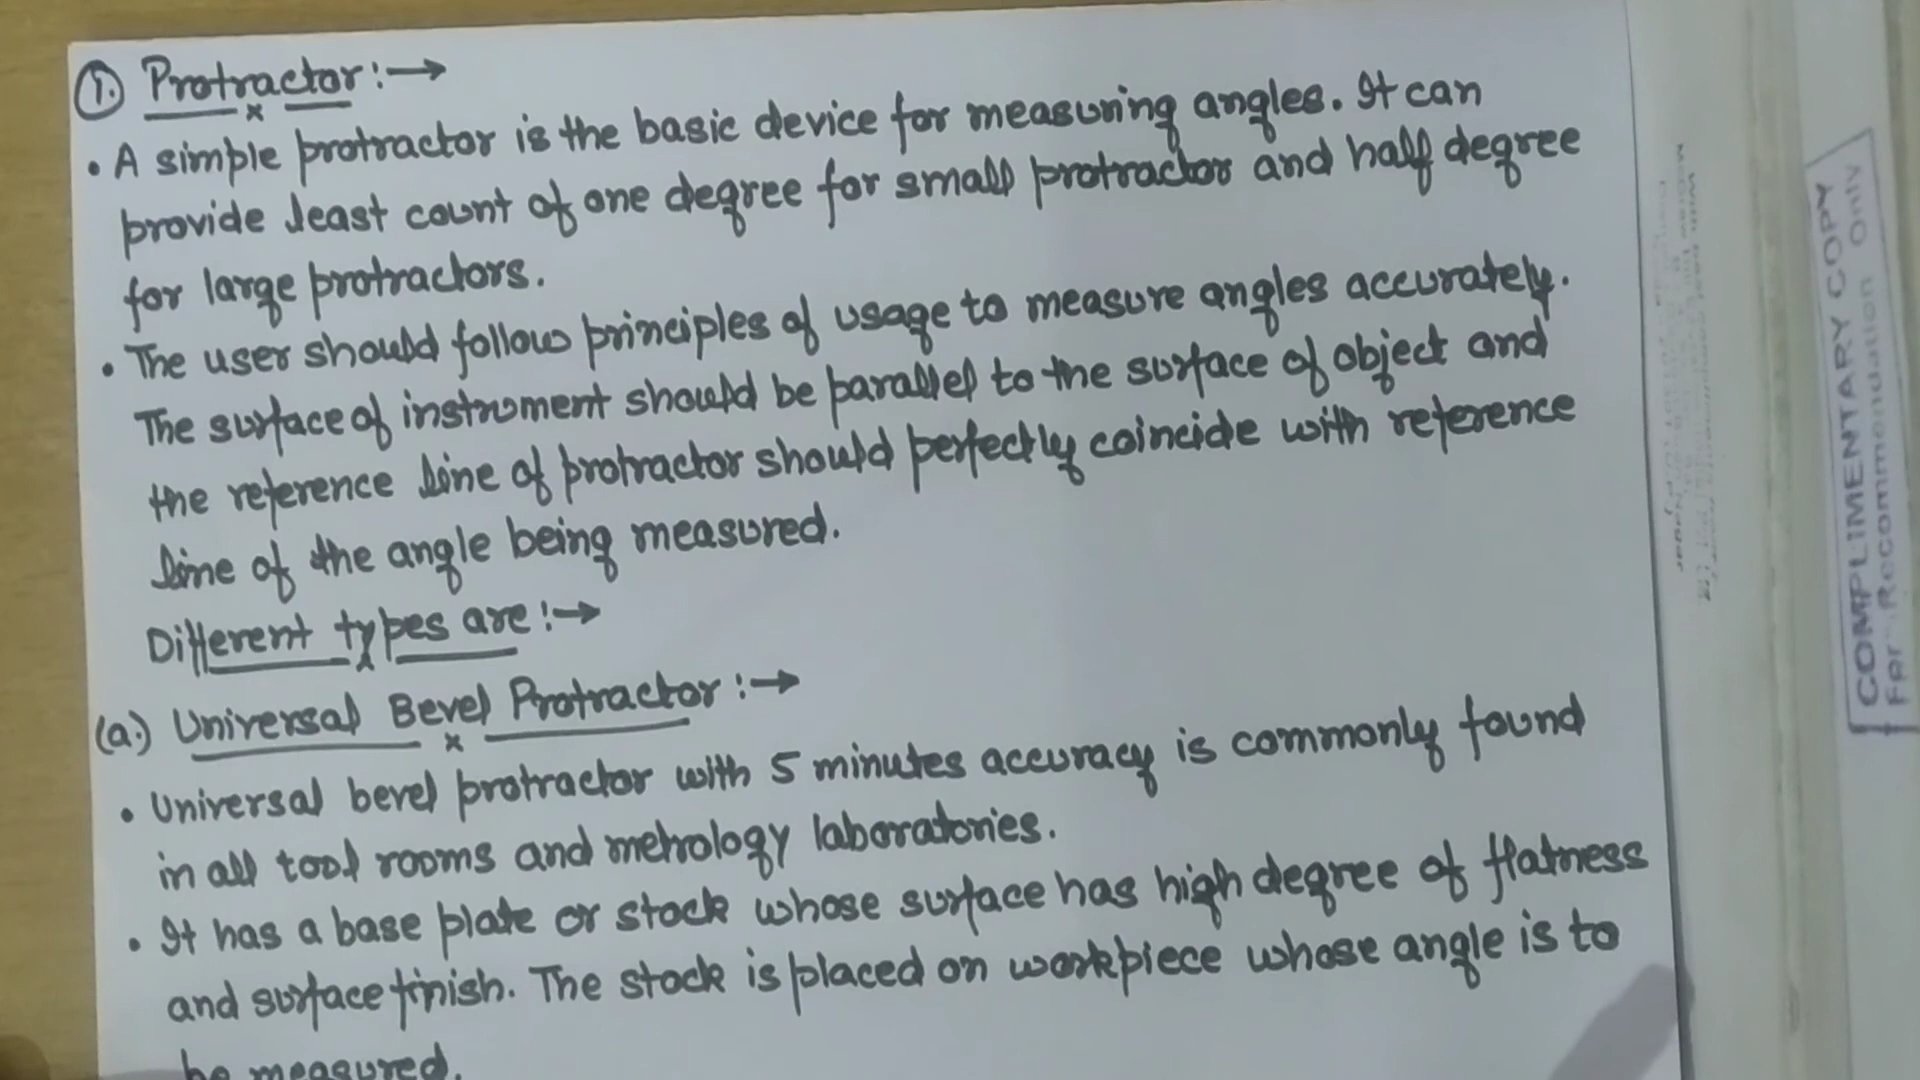 1. Protractor:→
• A simple protractor is the basic device for measuring angles. It can
provide least count of one degree for small protractor and half degree
for large protractors.
• The user should follow principles of usage to measure angles accurately.
The surface of instrument should be parallel to the surface of object and
the reference line of protractor should perfectly coincide with reference
line of the angle being measured.
Different types are:→
(a.) Universal Bevel Protractor:→
• Universal bevel protractor with 5 minutes accuracy is commonly found
in all tool rooms and metrology laboratories.
• It has a base plate or stock whose surface has high degree of flatness
and surface finish. The stock is placed on workpiece whose angle is to
be measured.
COMPLIMENTARY COPY
For Recommendation Only